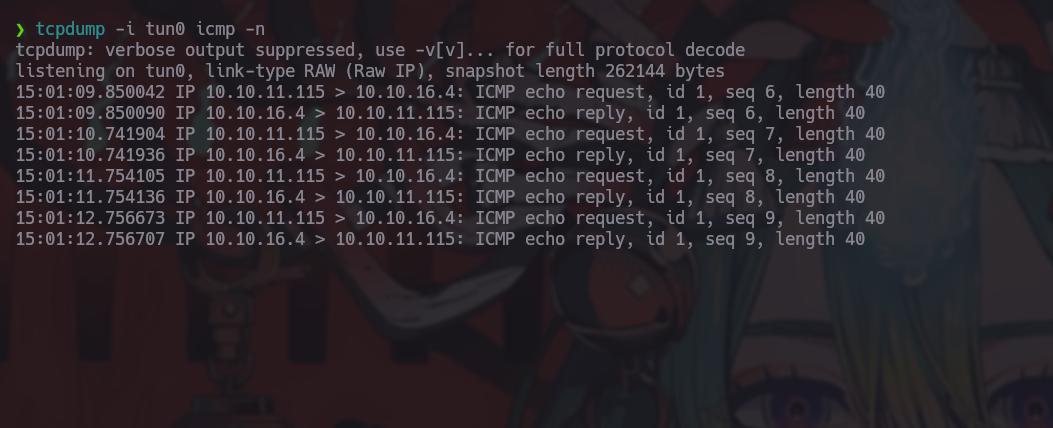 ❯ tcpdump -i tun0 icmp -n
tcpdump: verbose output suppressed, use -v[v]... for full protocol decode
listening on tun0, link-type RAW (Raw IP), snapshot length 262144 bytes
15:01:09.850042 IP 10.10.11.115 > 10.10.16.4: ICMP echo request, id 1, seq 6, length 40
15:01:09.850090 IP 10.10.16.4 > 10.10.11.115: ICMP echo reply, id 1, seq 6, length 40
15:01:10.741904 IP 10.10.11.115 > 10.10.16.4: ICMP echo request, id 1, seq 7, length 40
15:01:10.741936 IP 10.10.16.4 > 10.10.11.115: ICMP echo reply, id 1, seq 7, length 40
15:01:11.754105 IP 10.10.11.115 > 10.10.16.4: ICMP echo request, id 1, seq 8, length 40
15:01:11.754136 IP 10.10.16.4 > 10.10.11.115: ICMP echo reply, id 1, seq 8, length 40
15:01:12.756673 IP 10.10.11.115 > 10.10.16.4: ICMP echo request, id 1, seq 9, length 40
15:01:12.756707 IP 10.10.16.4 > 10.10.11.115: ICMP echo reply, id 1, seq 9, length 40